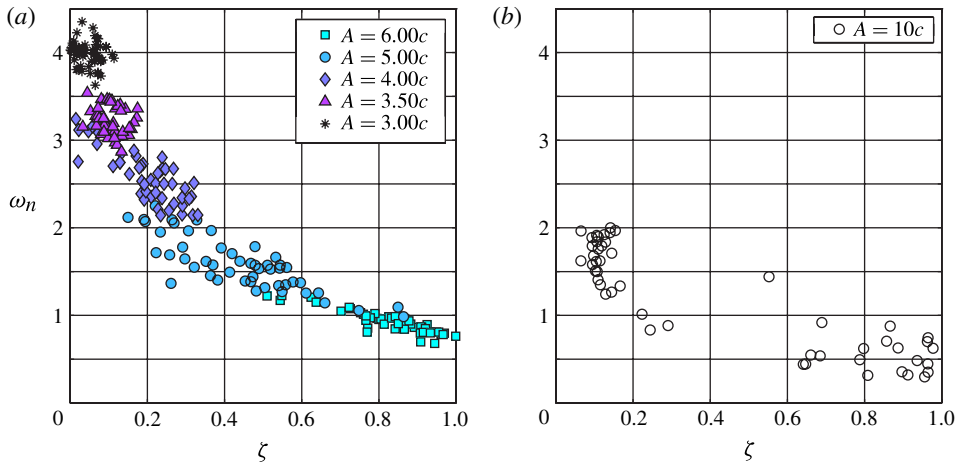 (a)
A = 6.00c
A = 5.00c
A = 4.00c
A = 3.50c
A = 3.00c
4
3
2
1
ωn
0
0.2
0.4
0.6
0.8
1.0
ζ
(b)
A = 10c
4
3
2
1
0
0.2
0.4
0.6
0.8
1.0
ζ